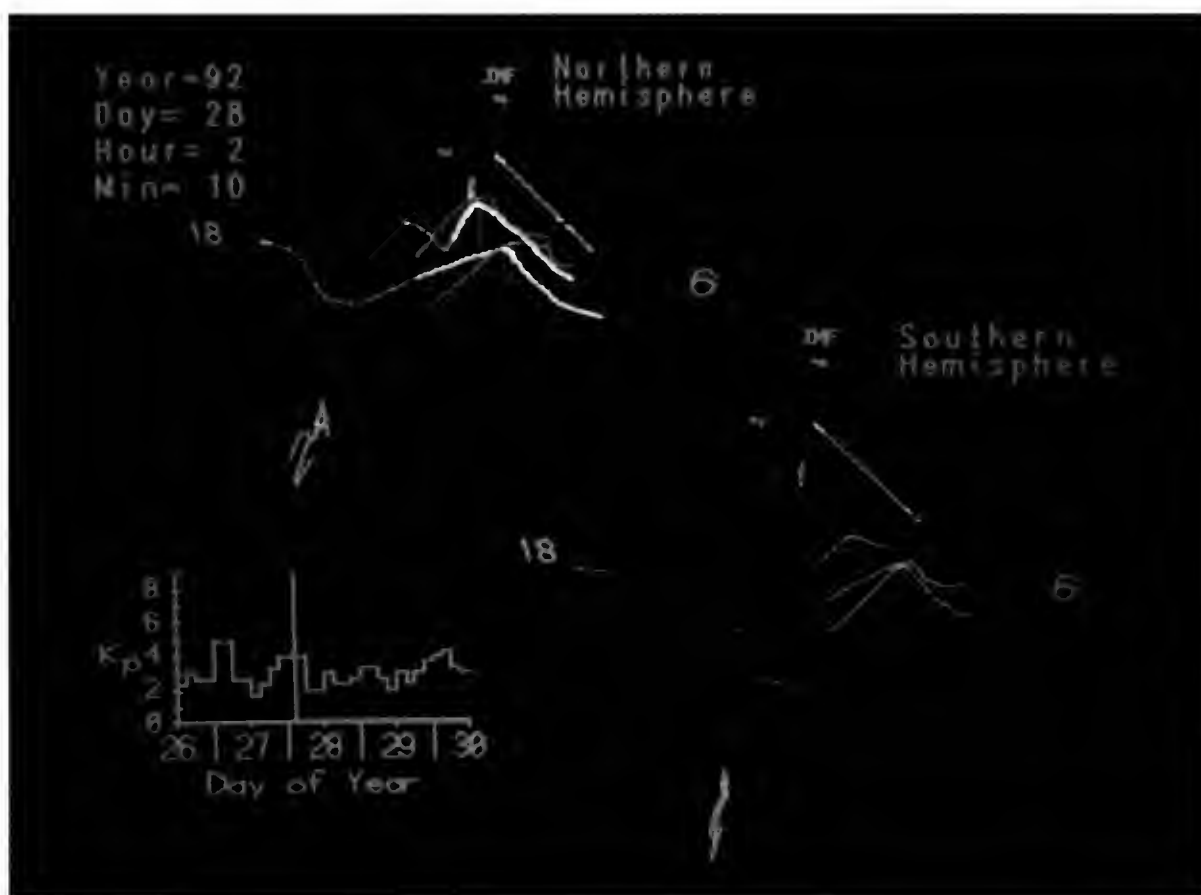 Year=92
Day= 28
Hour= 2
Min= 10
IMF
Northern
Hemisphere
18
6
IMF
Southern
Hemisphere
18
6
8
6
4
2
0
Kp
26 | 27 | 28 | 29 | 30
Day of Year